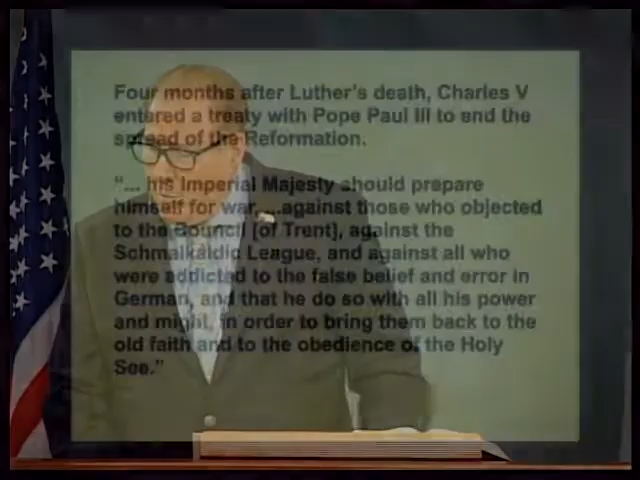 Four months after Luther's death, Charles V
entered a treaty with Pope Paul III to end the
spread of the Reformation.
"... his Imperial Majesty should prepare
himself for war, ...against those who objected
to the Bouncil [of Trent], against the
Schmalkaldic League, and against all who
were addicted to the false belief and error in
German, and that he do so with all his power
and might, in order to bring them back to the
old faith and to the obedience of the Holy
See."